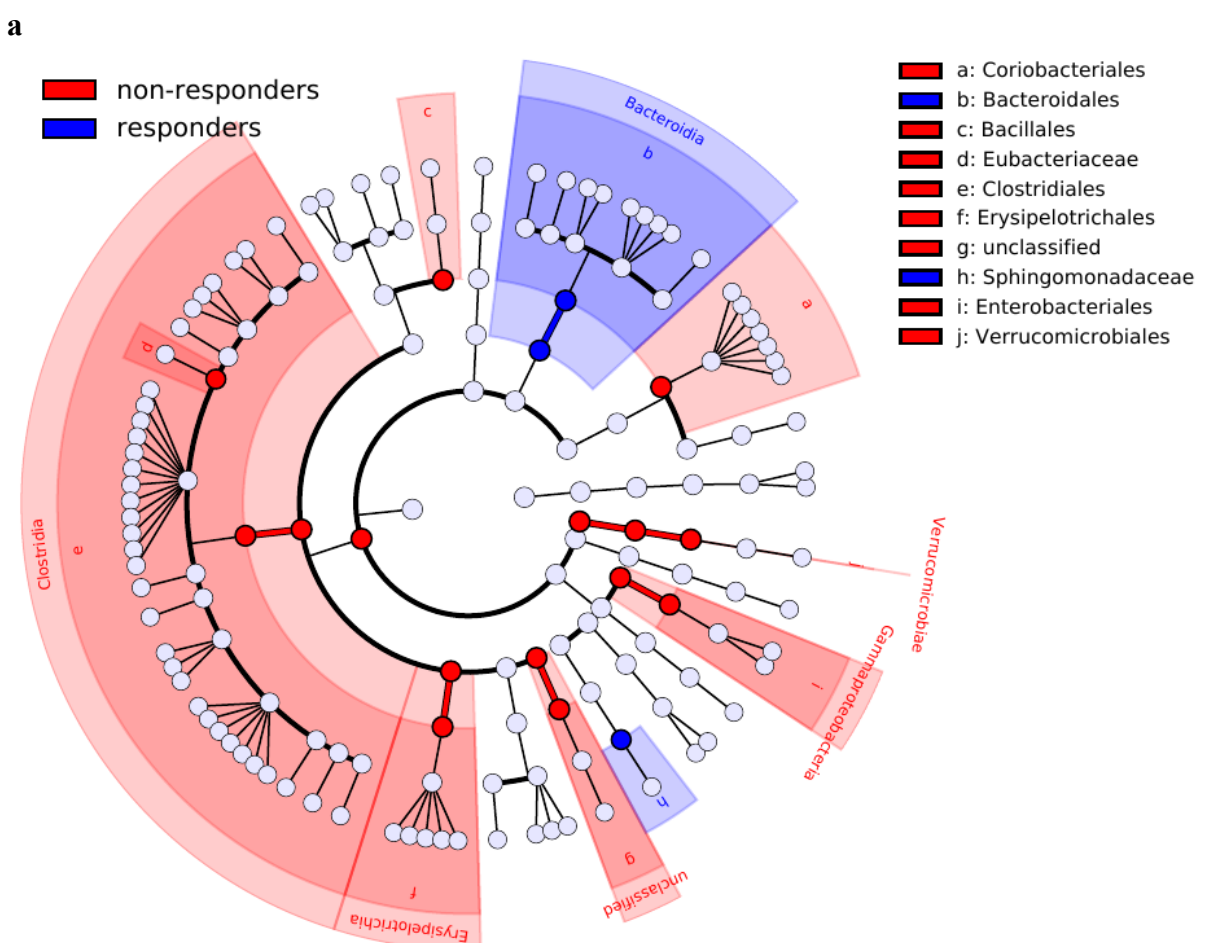 a
non-responders
responders
a: Coriobacteriales
b: Bacteroidales
c: Bacillales
d: Eubacteriaceae
e: Clostridiales
f: Erysipelotrichales
g: unclassified
h: Sphingomonadaceae
i: Enterobacteriales
j: Verrucomicrobiales
c
Bacteroidia
b
a
d
Clostridia
e
j
Verrucomicrobiae
Gammaproteobacteria
i
h
g
unclassified
f
Erysipelotrichia